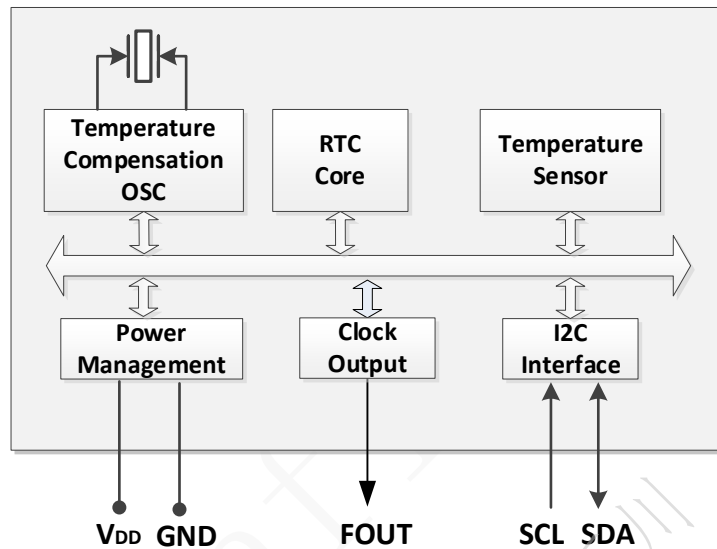 Temperature
Compensation
OSC
RTC
Core
Temperature
Sensor
Power
Management
Clock
Output
I2C
Interface
VDD GND FOUT SCL SDA